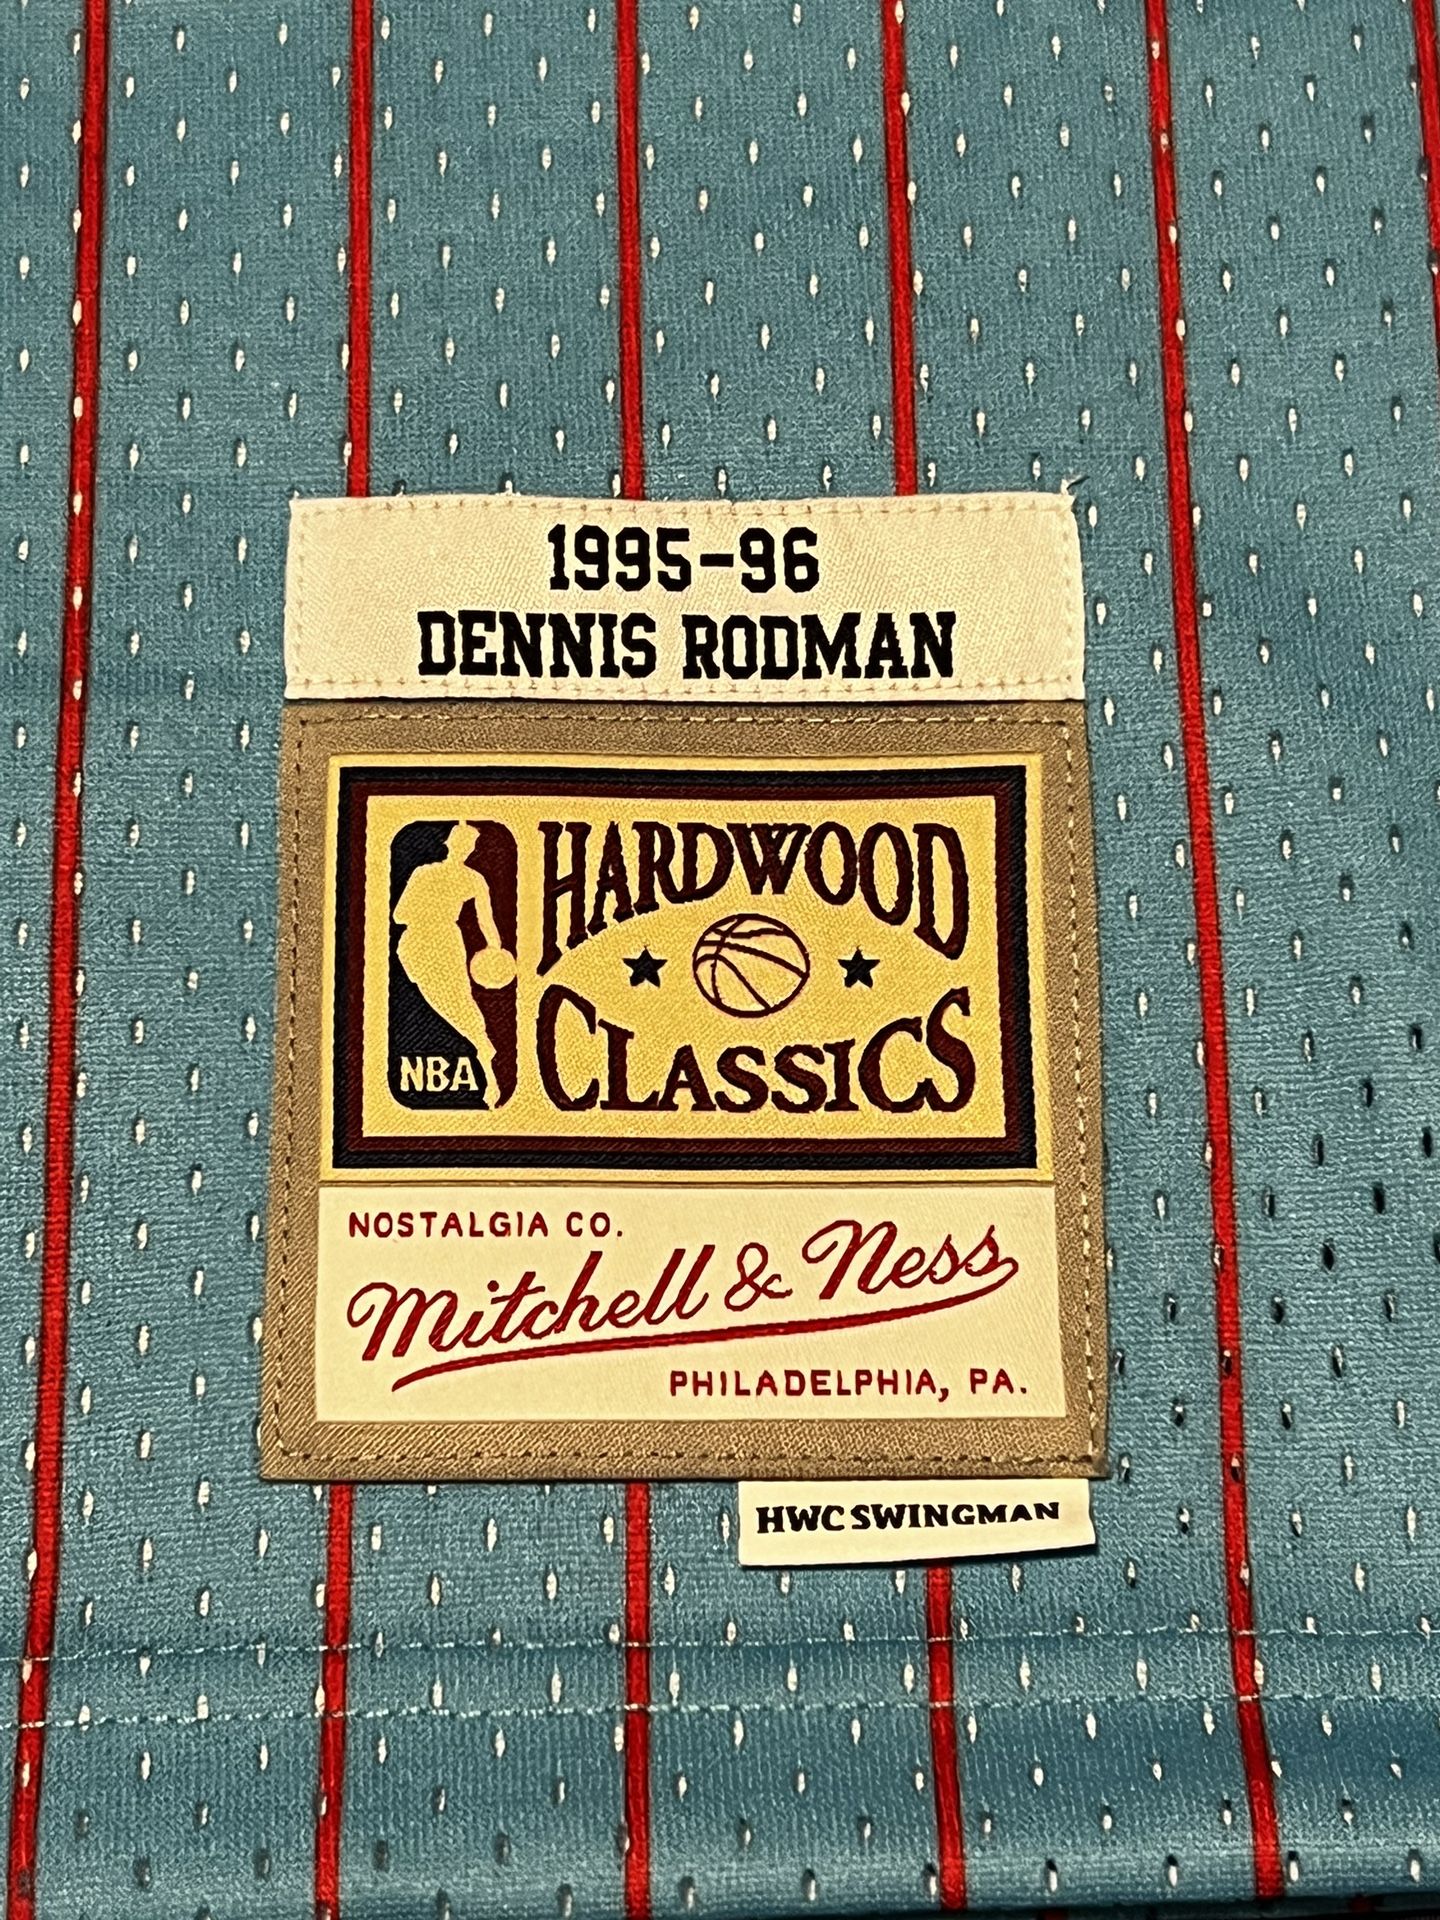 1995-96
DENNIS RODMAN
HARDWOOD
CLASSICS
NBA
NOSTALGIA CO.
Mitchell & Ness
PHILADELPHIA, PA.
HWC SWINGMAN